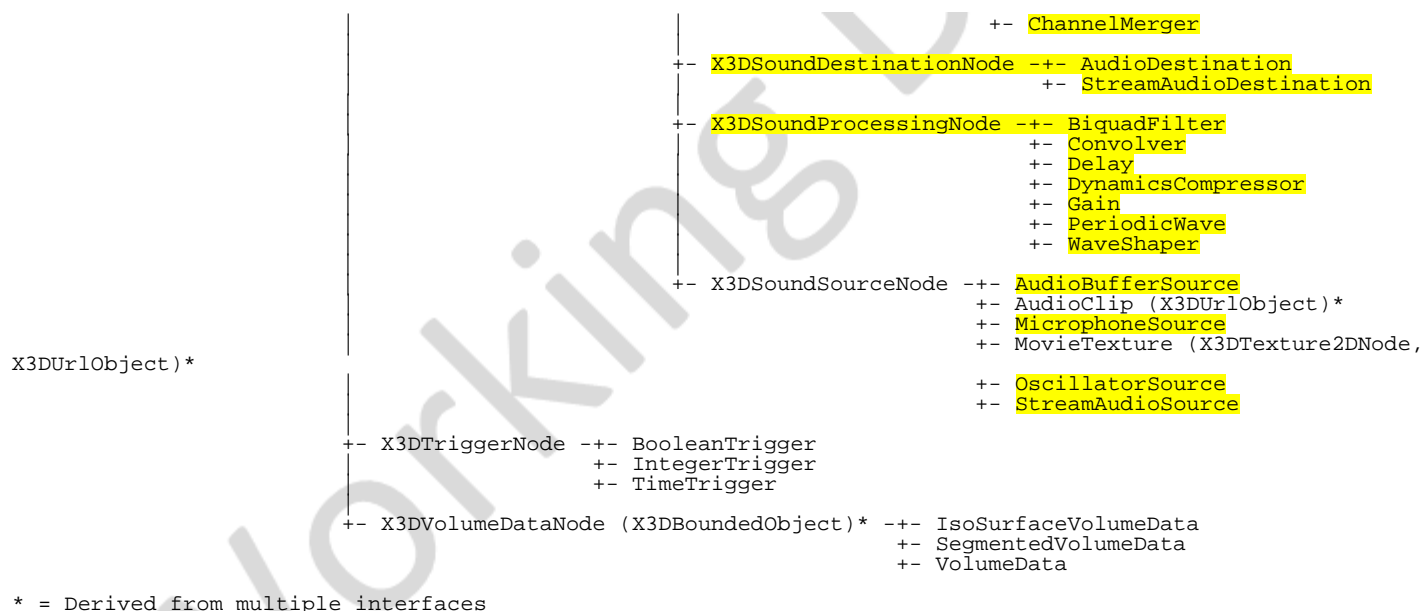 +- ChannelMerger
+- X3DSoundDestinationNode -+- AudioDestination
+- StreamAudioDestination
+- X3DSoundProcessingNode -+- BiquadFilter
+- Convolver
+- Delay
+- DynamicsCompressor
+- Gain
+- PeriodicWave
+- WaveShaper
+- X3DSoundSourceNode -+- AudioBufferSource
+- AudioClip (X3DUrlObject)*
+- MicrophoneSource
+- MovieTexture (X3DTexture2DNode,
X3DUrlObject)*
+- OscillatorSource
+- StreamAudioSource
+- X3DTriggerNode -+- BooleanTrigger
+- IntegerTrigger
+- TimeTrigger
+- X3DVolumeDataNode (X3DBoundedObject)* -+- IsoSurfaceVolumeData
+- SegmentedVolumeData
+- VolumeData
* = Derived from multiple interfaces
Working